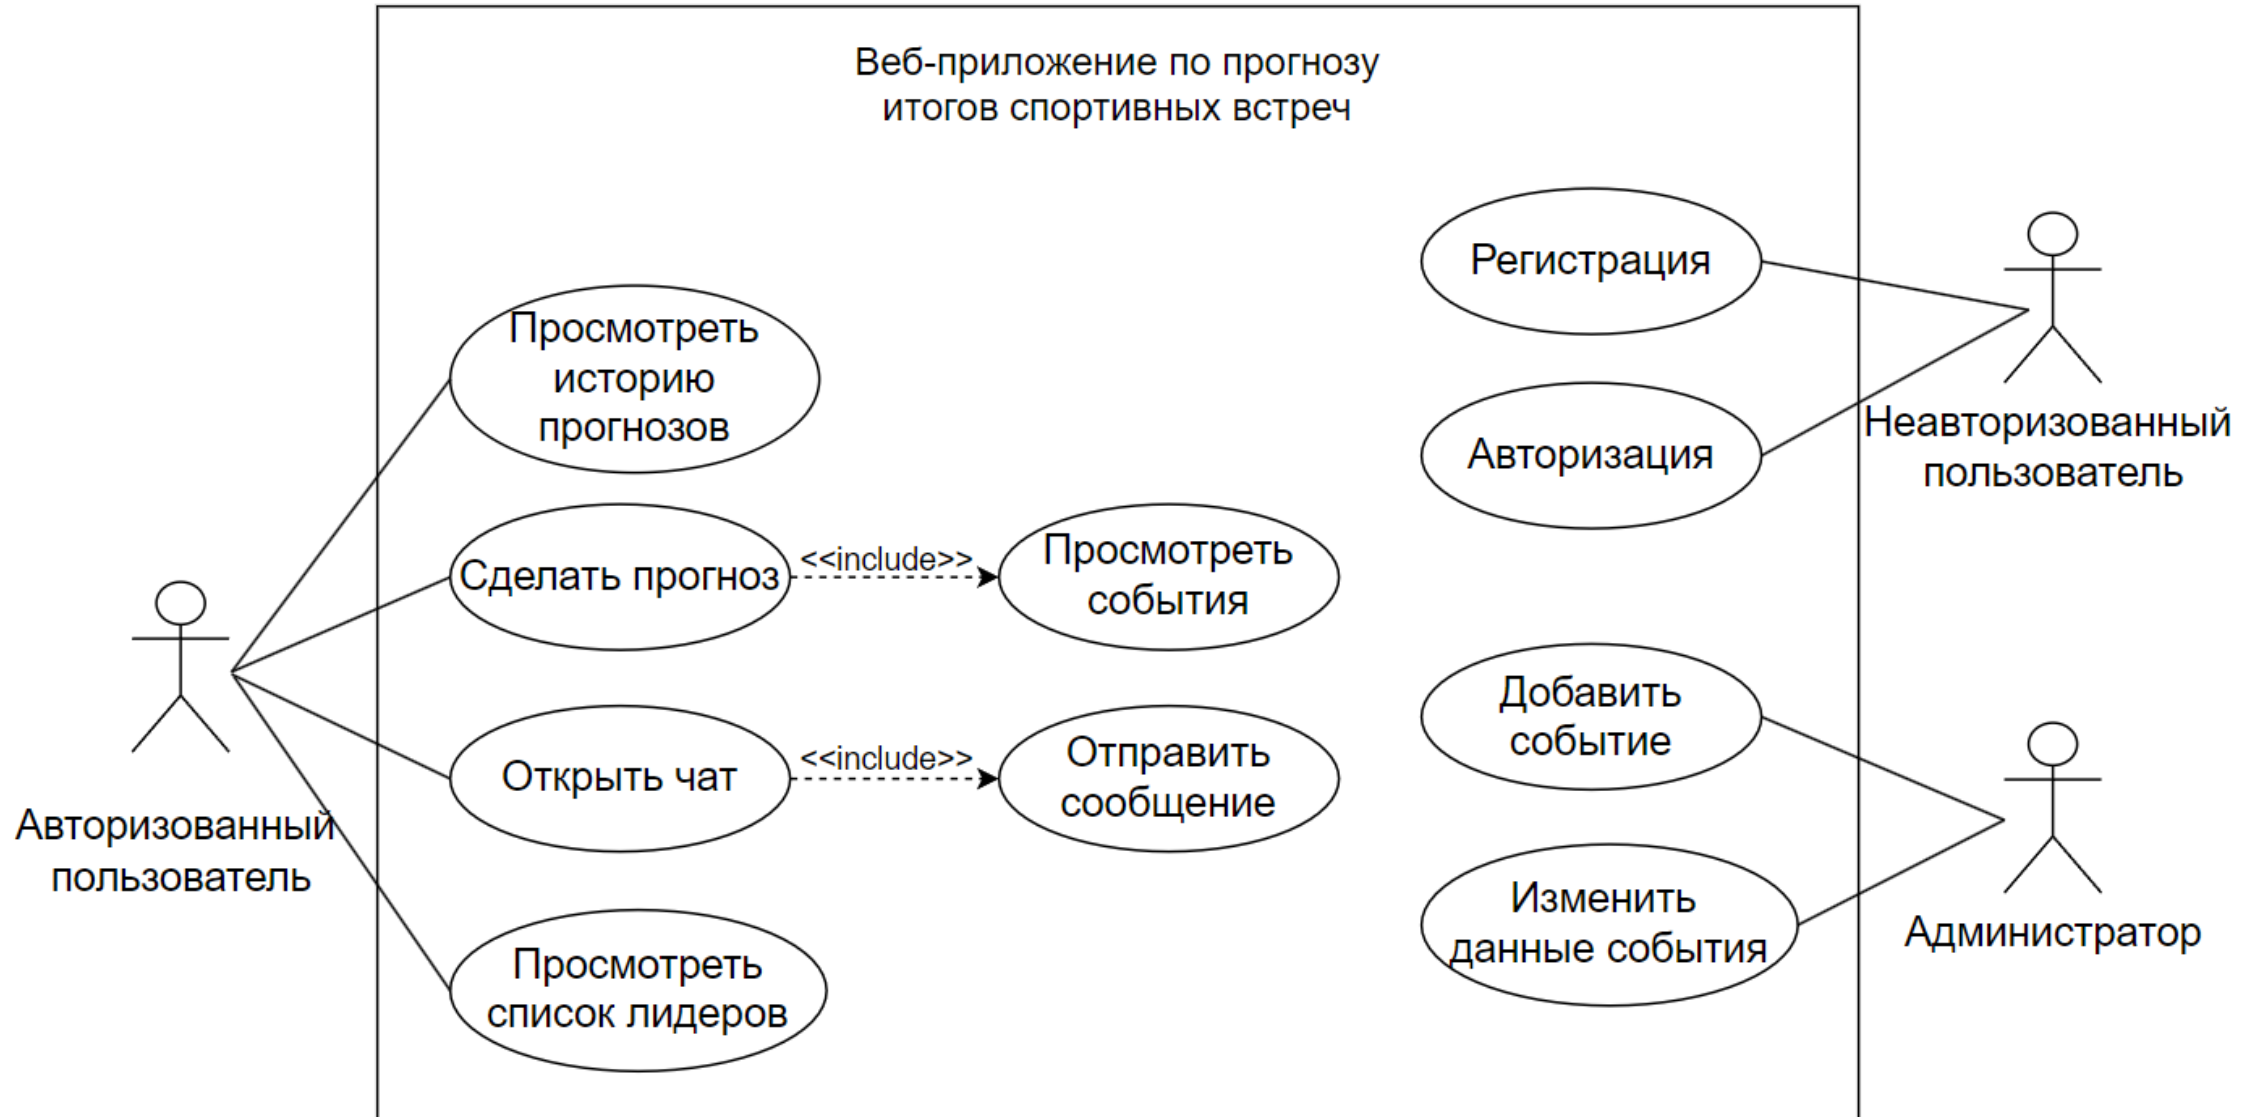 Веб-приложение по прогнозу
итогов спортивных встреч
Регистрация
Просмотреть
историю
прогнозов
Авторизация
Неавторизованный
пользователь
Сделать прогноз
<<include>>
Просмотреть
события
Добавить
событие
Открыть чат
<<include>>
Отправить
сообщение
Авторизованный
пользователь
Изменить
данные события
Администратор
Просмотреть
список лидеров